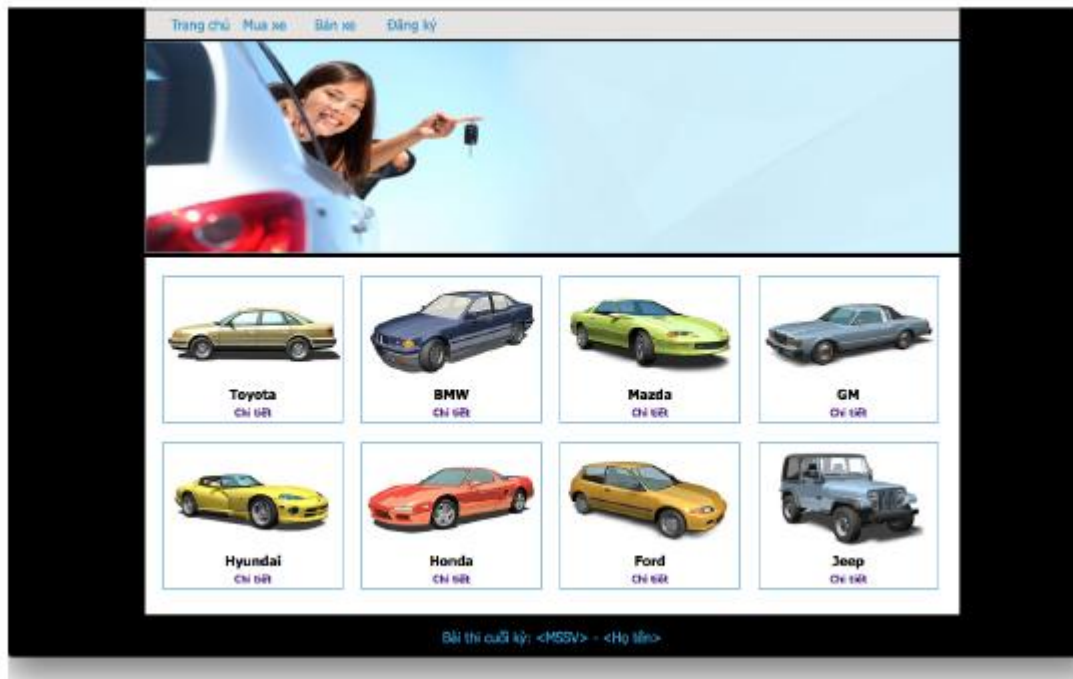 Trang chủ Mua xe Bán xe Đăng ký
Toyota BMW Mazda GM
Chi tiết Chi tiết Chi tiết Chi tiết
Hyundai Honda Ford Jeep
Chi tiết Chi tiết Chi tiết Chi tiết
Bài thi cuối kỳ: <MSSV> - <Họ tên>